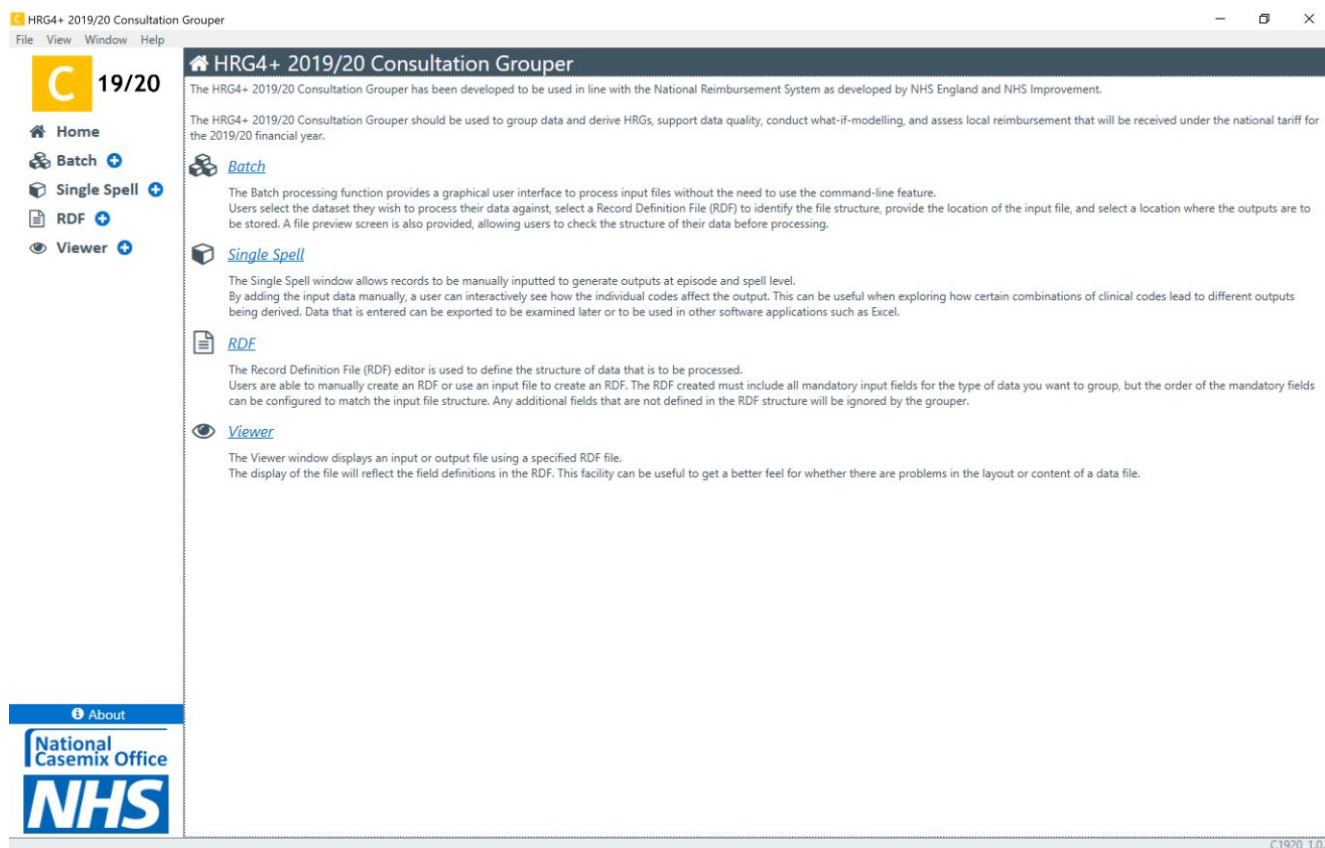 HRG4+ 2019/20 Consultation Grouper
File View Window Help
C 19/20
Home
Batch
Single Spell
RDF
Viewer
HRG4+ 2019/20 Consultation Grouper
The HRG4+ 2019/20 Consultation Grouper has been developed to be used in line with the National Reimbursement System as developed by NHS England and NHS Improvement.
The HRG4+ 2019/20 Consultation Grouper should be used to group data and derive HRGs, support data quality, conduct what-if-modelling, and assess local reimbursement that will be received under the national tariff for
the 2019/20 financial year.
Batch
The Batch processing function provides a graphical user interface to process input files without the need to use the command-line feature.
Users select the dataset they wish to process their data against, select a Record Definition File (RDF) to identify the file structure, provide the location of the input file, and select a location where the outputs are to
be stored. A file preview screen is also provided, allowing users to check the structure of their data before processing.
Single Spell
The Single Spell window allows records to be manually inputted to generate outputs at episode and spell level.
By adding the input data manually, a user can interactively see how the individual codes affect the output. This can be useful when exploring how certain combinations of clinical codes lead to different outputs
being derived. Data that is entered can be exported to be examined later or to be used in other software applications such as Excel.
RDF
The Record Definition File (RDF) editor is used to define the structure of data that is to be processed.
Users are able to manually create an RDF or use an input file to create an RDF. The RDF created must include all mandatory input fields for the type of data you want to group, but the order of the mandatory fields
can be configured to match the input file structure. Any additional fields that are not defined in the RDF structure will be ignored by the grouper.
Viewer
The Viewer window displays an input or output file using a specified RDF file.
The display of the file will reflect the field definitions in the RDF. This facility can be useful to get a better feel for whether there are problems in the layout or content of a data file.
About
National
Casemix Office
NHS
C1920_1.0.